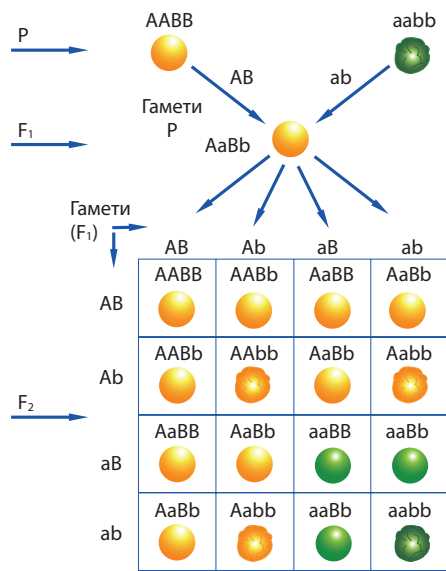 P
AABB
aabb
AB
ab
Гамети
P
F₁
AaBb
Гамети
(F₁)
AB Ab aB ab
AABB AABb AaBB AaBb
AB
AABb AAbb AaBb Aabb
Ab
F₂
AaBB AaBb aaBB aaBb
aB
AaBb Aabb aaBb aabb
ab